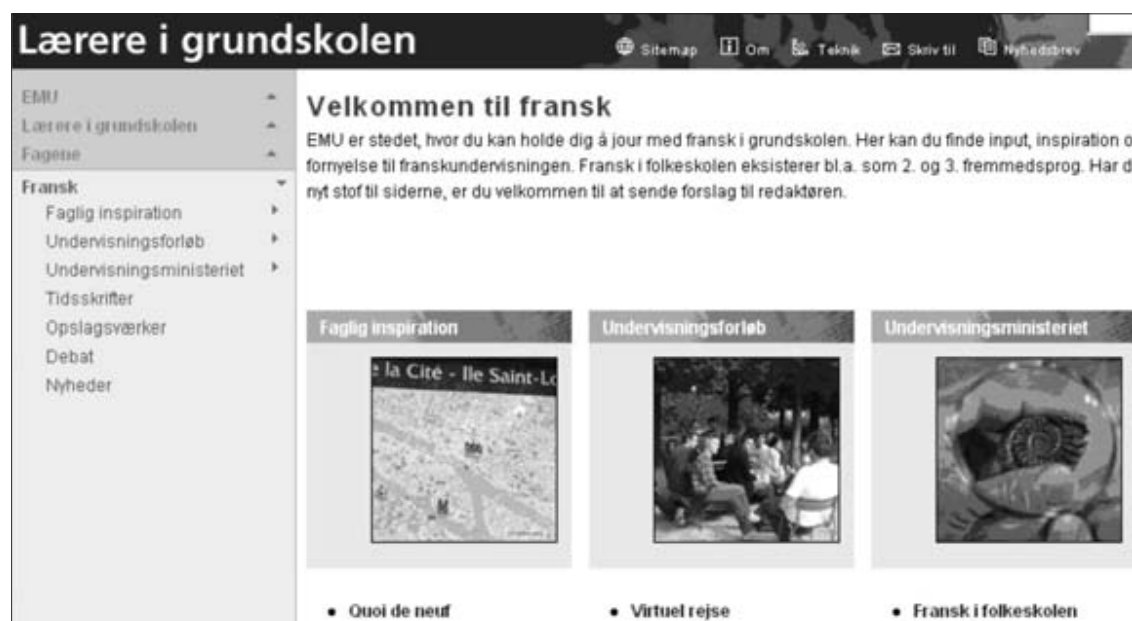 Lærere i grundskolen
Sitemap Om Teknik Skriv til Nyhedsbrev
EMU
Lærere i grundskolen
Fagene
Fransk
Faglig inspiration
Undervisningsforløb
Undervisningsministeriet
Tidsskrifter
Opslagsværker
Debat
Nyheder
Velkommen til fransk
EMU er stedet, hvor du kan holde dig å jour med fransk i grundskolen. Her kan du finde input, inspiration o
fornyelse til franskundervisningen. Fransk i folkeskolen eksisterer bl.a. som 2. og 3. fremmedsprog. Har d
nyt stof til siderne, er du velkommen til at sende forslag til redaktøren.
Faglig inspiration Undervisningsforløb Undervisningsministeriet
e la Cité - Ile Saint-Lo
• Quoi de neuf • Virtuel rejse • Fransk i folkeskolen